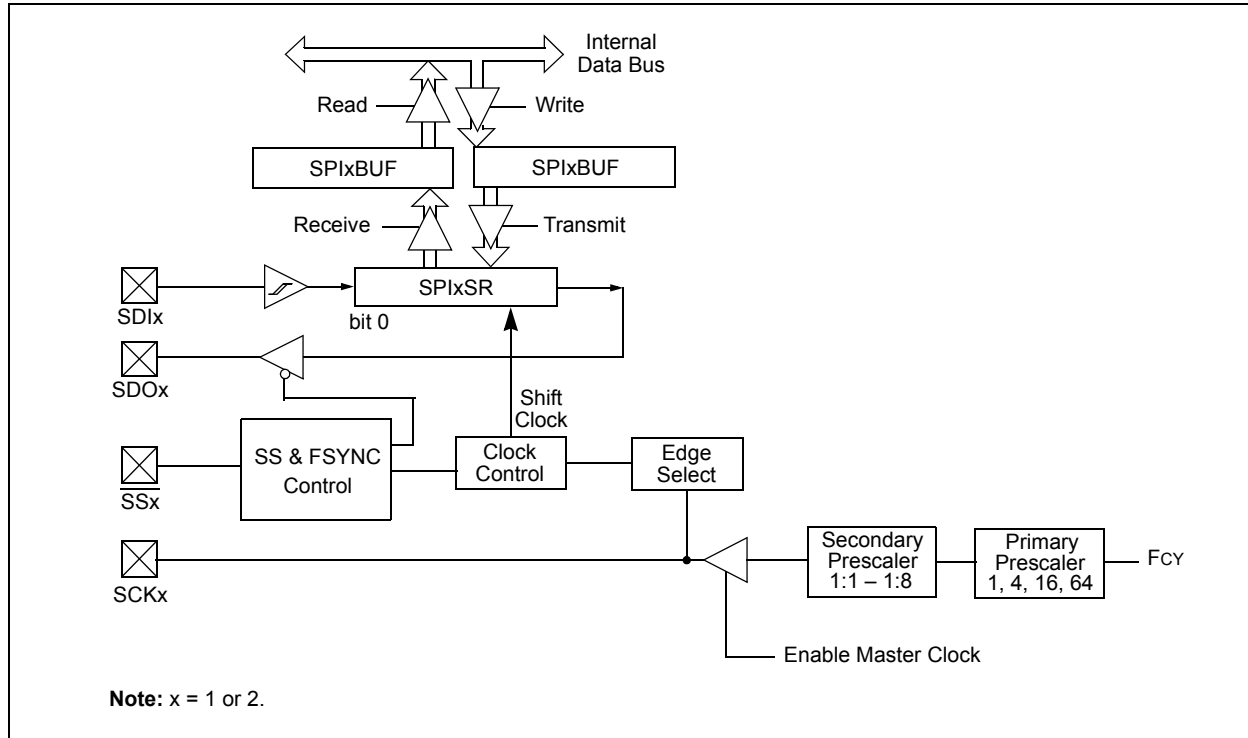 Internal
Data Bus
Read
Write
SPIxBUF
SPIxBUF
Receive
Transmit
SDIx
SPIxSR
bit 0
SDOx
Shift
Clock
SS & FSYNC
Control
Clock
Control
Edge
Select
SSx
SCKx
Secondary
Prescaler
1:1 – 1:8
Primary
Prescaler
1, 4, 16, 64
FCY
Enable Master Clock
Note: x = 1 or 2.